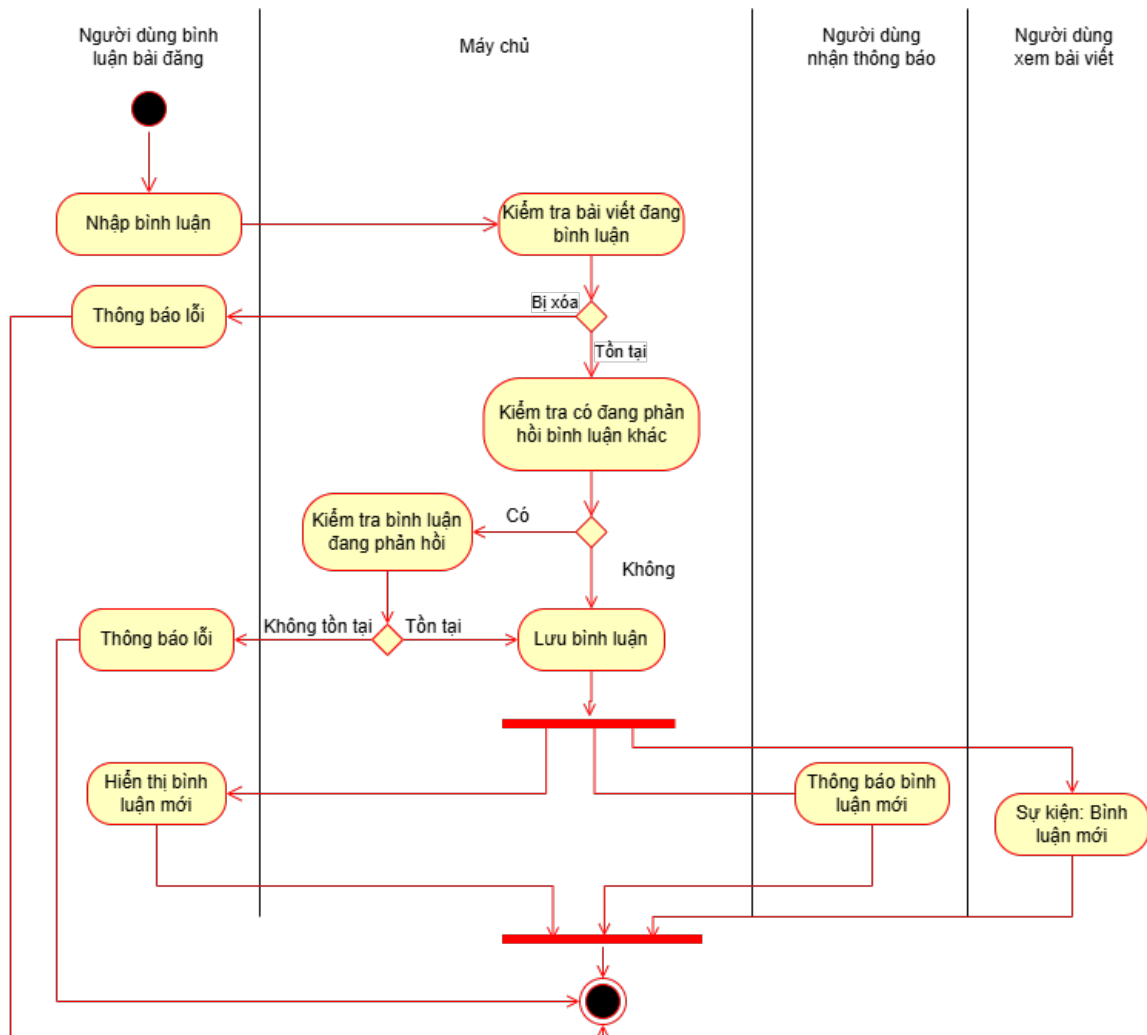 Người dùng bình
luận bài đăng
Máy chủ
Người dùng
nhận thông báo
Người dùng
xem bài viết
Nhập bình luận
Kiểm tra bài viết đang
bình luận
Thông báo lỗi
Bị xóa
Tồn tại
Kiểm tra có đang phản
hồi bình luận khác
Kiểm tra bình luận
đang phản hồi
Có
Không
Thông báo lỗi
Không tồn tại
Tồn tại
Lưu bình luận
Hiển thị bình
luận mới
Thông báo bình
luận mới
Sự kiện: Bình
luận mới